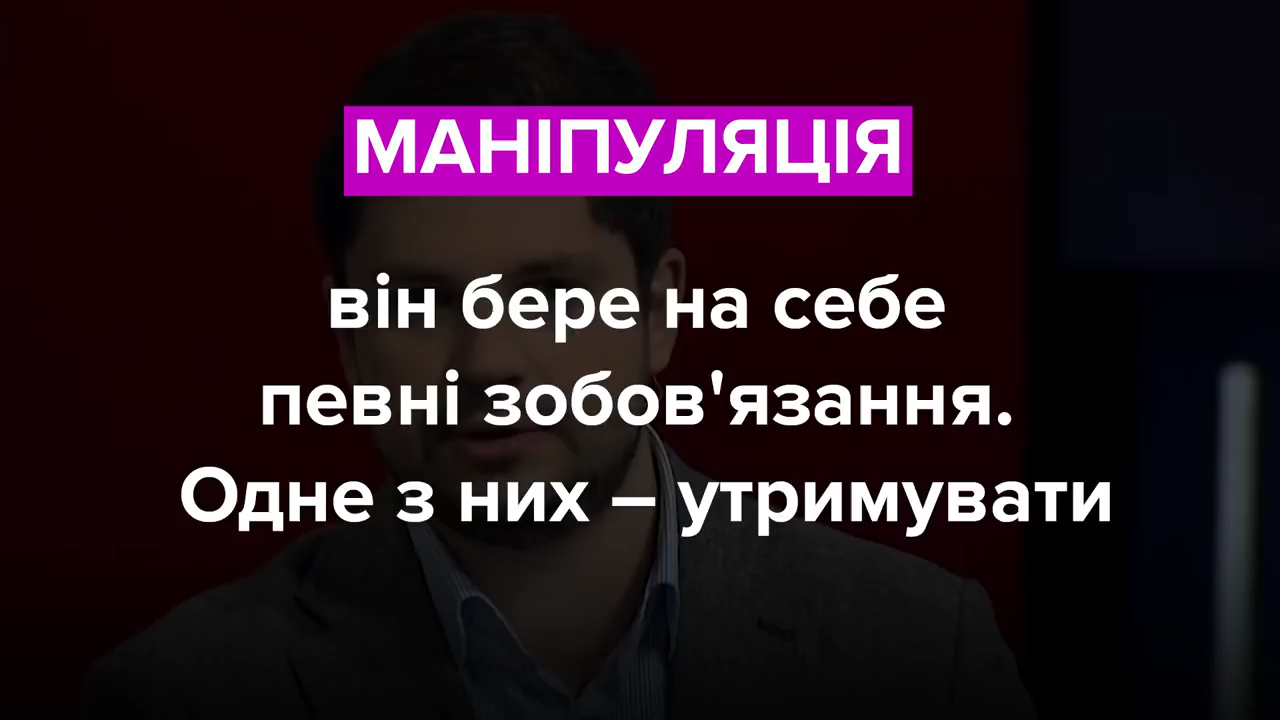 МАНІПУЛЯЦІЯ
він бере на себе
певні зобов'язання.
Одне з них – утримувати